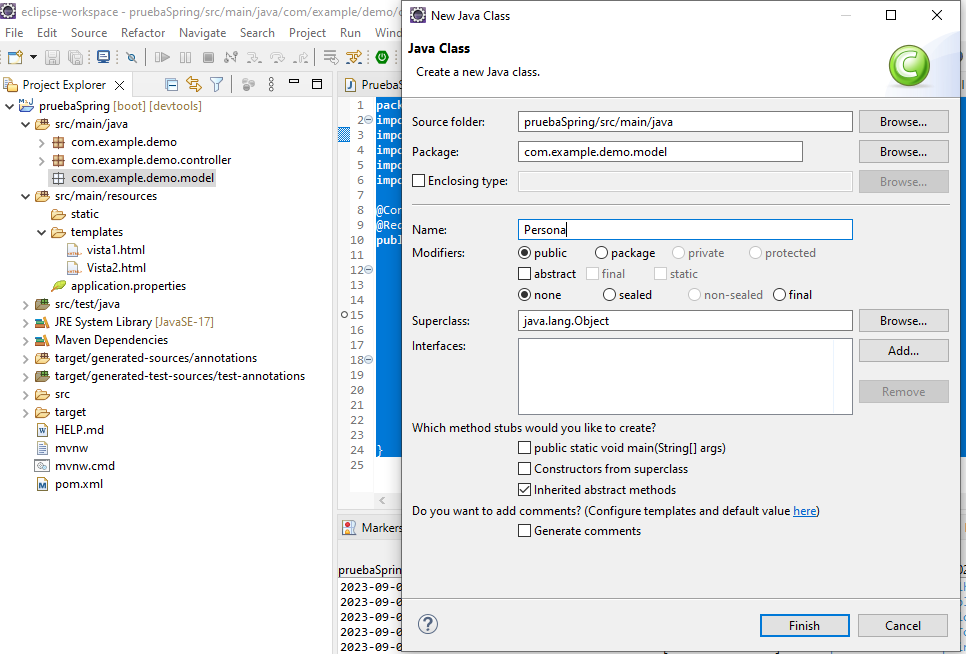 eclipse-workspace - pruebaSpring/src/main/java/com/example/demo/
File Edit Source Refactor Navigate Search Project Run
Project Explorer
pruebaSpring [boot] [devtools]
src/main/java
com.example.demo
com.example.demo.controller
com.example.demo.model
src/main/resources
static
templates
vista1.html
Vista2.html
application.properties
src/test/java
JRE System Library [JavaSE-17]
Maven Dependencies
target/generated-sources/annotations
target/generated-test-sources/test-annotations
src
target
HELP.md
mvnw
mvnw.cmd
pom.xml
1
2
3
4
5
6
7
8 @Con
9
10 publ
11
12
13
14
15
16
17
18
19
20
21
22
23
24 }
25
Markers
pruebaSprin
2023-09-0
2023-09-0
2023-09-0
2023-09-0
2023-09-0
New Java Class
Java Class
Create a new Java class.
Source folder: pruebaSpring/src/main/java Browse...
Package: com.example.demo.model Browse...
Enclosing type: Browse...
Name: Persona
Modifiers: public package private protected
abstract final static
none sealed non-sealed final
Superclass: java.lang.Object Browse...
Interfaces: Add...
Remove
Which method stubs would you like to create?
public static void main(String[] args)
Constructors from superclass
Inherited abstract methods
Do you want to add comments? (Configure templates and default value here)
Generate comments
Finish Cancel